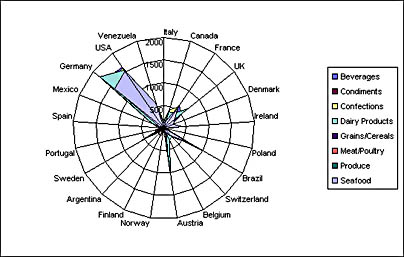 Italy
Canada
France
UK
Denmark
Ireland
Poland
Brazil
Switzerland
Belgium
Austria
Norway
Finland
Argentina
Sweden
Portugal
Spain
Mexico
Germany
USA
Venezuela
2000
1500
1000
500
Beverages
Condiments
Confections
Dairy Products
Grains/Cereals
Meat/Poultry
Produce
Seafood